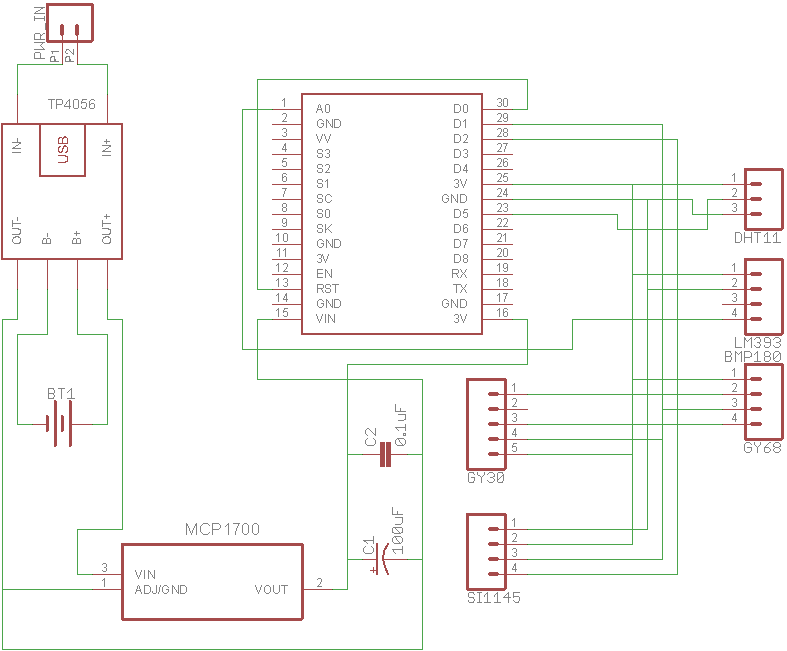 PWR_IN
P1
P2
TP4056
USB
IN-
IN+
OUT-
B-
B+
OUT+
BT1
MCP1700
3 VIN
1 ADJ/GND
VOUT 2
1 A0 D0 30
2 GND D1 29
3 VV D2 28
4 S3 D3 27
5 S2 D4 26
6 S1 3V 25
7 SC GND 24
8 S0 D5 23
9 SK D6 22
10 GND D7 21
11 3V D8 20
12 EN RX 19
13 RST TX 18
14 GND GND 17
15 VIN 3V 16
C2
0.1uF
C1
100uF
+
1
2
3
4
5
GY30
1
2
3
4
SI1145
1
2
3
DHT11
1
2
3
4
LM393
BMP180
1
2
3
4
GY68